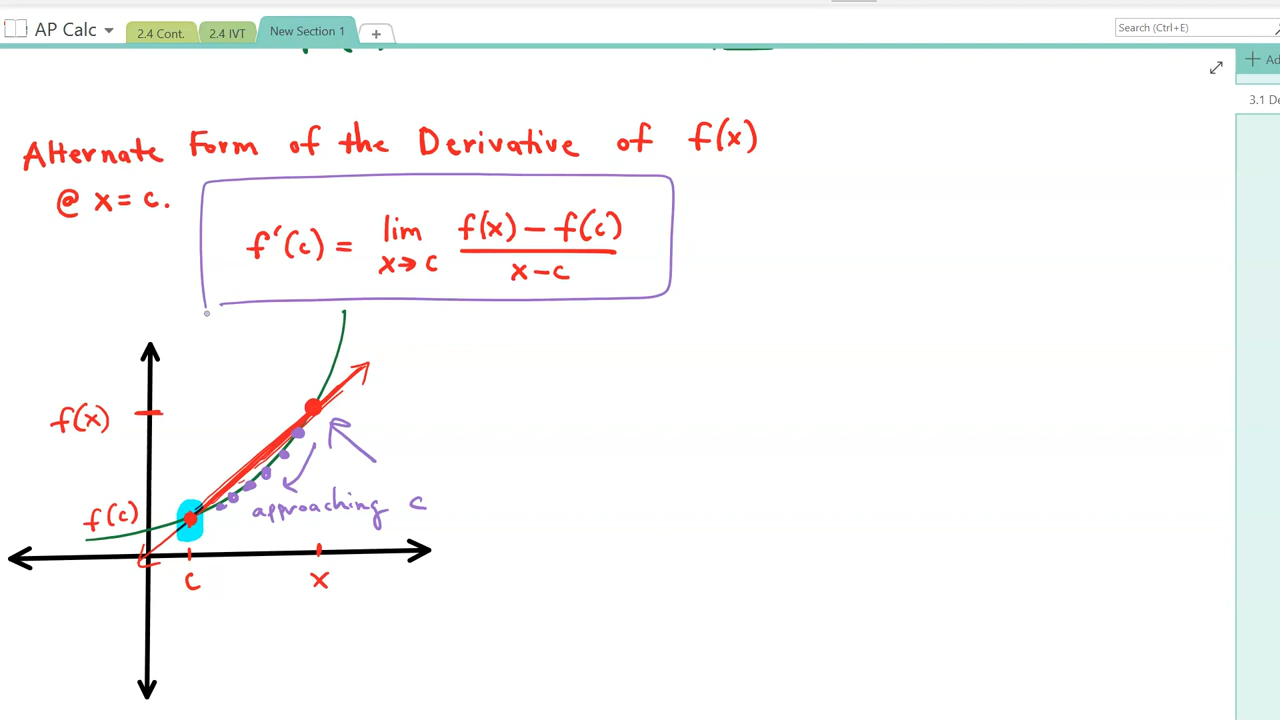 AP Calc
2.4 Cont.
2.4 IVT
New Section 1
Search (Ctrl+E)
3.1 De
Alternate Form of the Derivative of f(x)
@ x = c.
f'(c) = lim x→c (f(x) − f(c)) / (x − c)
f(x)
f(c)
approaching c
c
x